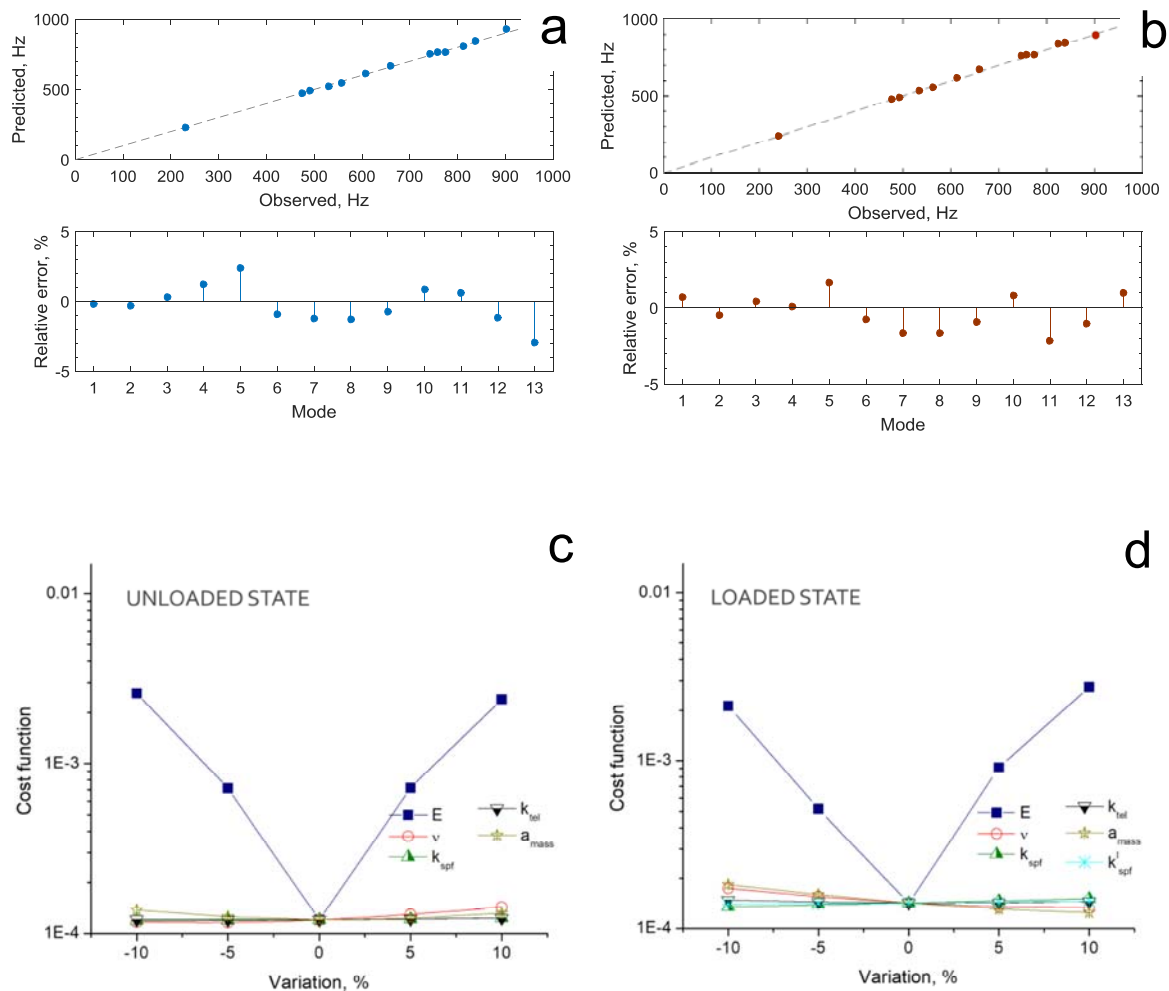 a
1000
500
0
Predicted, Hz
0 100 200 300 400 500 600 700 800 900 1000
Observed, Hz
5
0
-5
Relative error, %
1 2 3 4 5 6 7 8 9 10 11 12 13
Mode
b
1000
500
0
Predicted, Hz
0 100 200 300 400 500 600 700 800 900 1000
Observed, Hz
5
0
-5
Relative error, %
1 2 3 4 5 6 7 8 9 10 11 12 13
Mode
c
UNLOADED STATE
0.01
1E-3
1E-4
Cost function
E
ν
k_spf
k_tel
a_mass
-10 -5 0 5 10
Variation, %
d
LOADED STATE
0.01
1E-3
1E-4
Cost function
E
ν
k_spf
k_tel
a_mass
k^l_spf
-10 -5 0 5 10
Variation, %